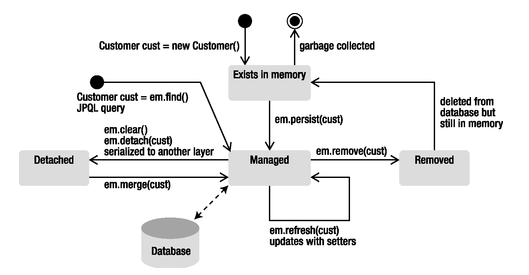 Customer cust = new Customer()
garbage collected
Exists in memory
Customer cust = em.find()
JPQL query
em.persist(cust)
deleted from
database but
still in memory
em.clear()
em.detach(cust)
serialized to another layer
Detached
Managed
em.remove(cust)
Removed
em.merge(cust)
em.refresh(cust)
updates with setters
Database